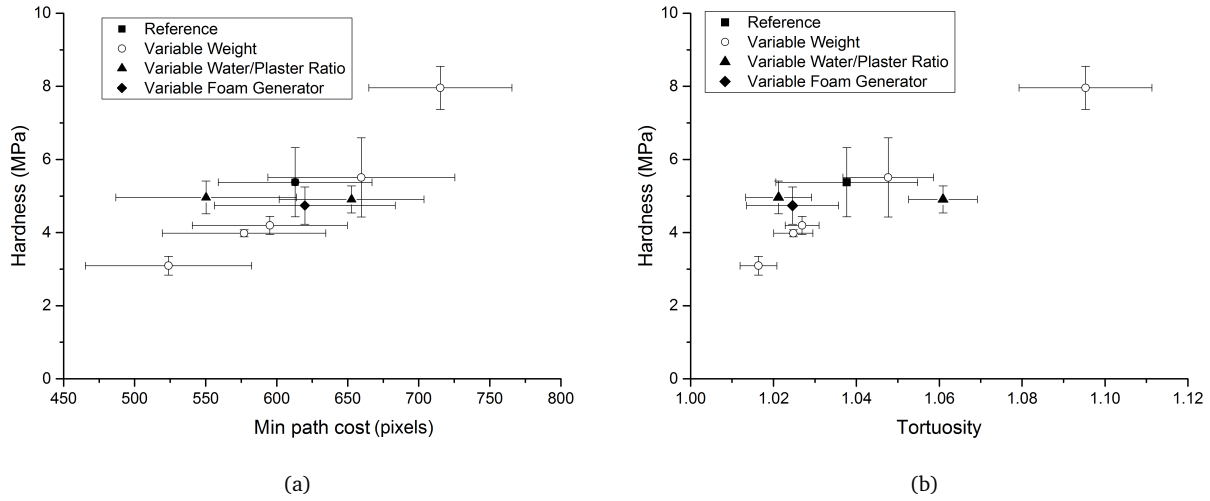 10
8
6
4
2
0
Hardness (MPa)
Reference
Variable Weight
Variable Water/Plaster Ratio
Variable Foam Generator
450 500 550 600 650 700 750 800
Min path cost (pixels)
(a)
10
8
6
4
2
0
Hardness (MPa)
Reference
Variable Weight
Variable Water/Plaster Ratio
Variable Foam Generator
1.00 1.02 1.04 1.06 1.08 1.10 1.12
Tortuosity
(b)